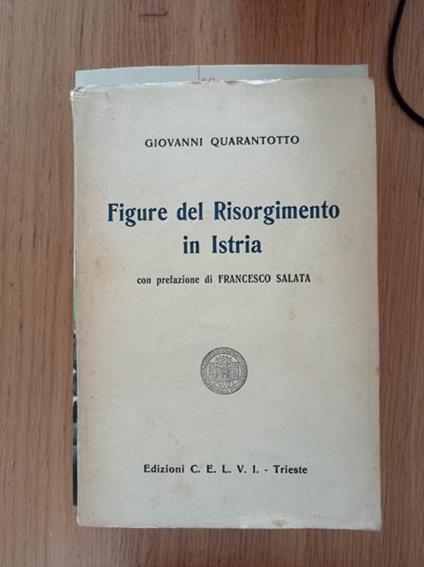 GIOVANNI QUARANTOTTO
Figure del Risorgimento
in Istria
con prefazione di FRANCESCO SALATA
Edizioni C. E. L. V. I. - Trieste